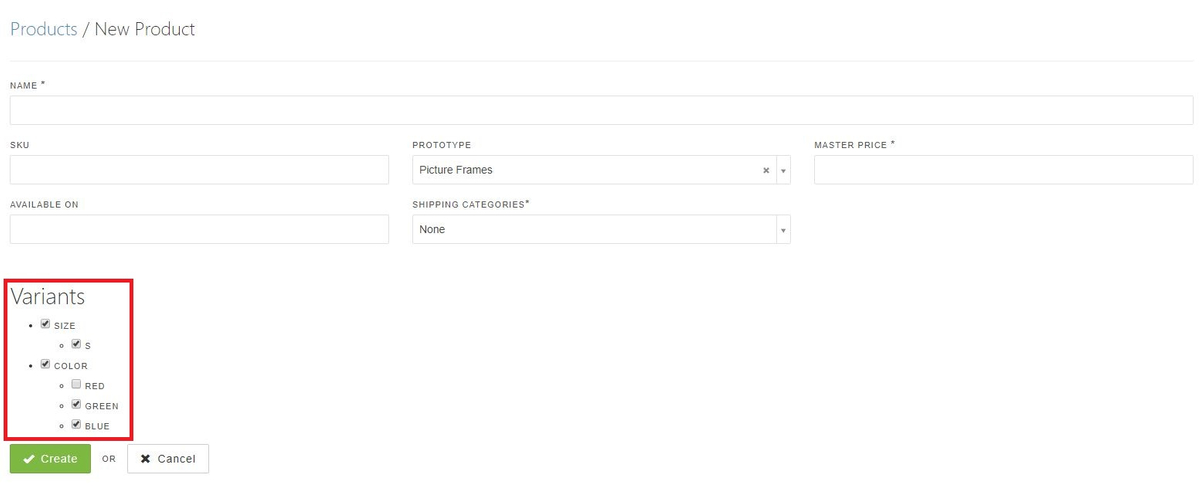 Products / New Product
NAME *
SKU PROTOTYPE MASTER PRICE *
Picture Frames
AVAILABLE ON SHIPPING CATEGORIES*
None
Variants
SIZE
S
COLOR
RED
GREEN
BLUE
Create OR Cancel